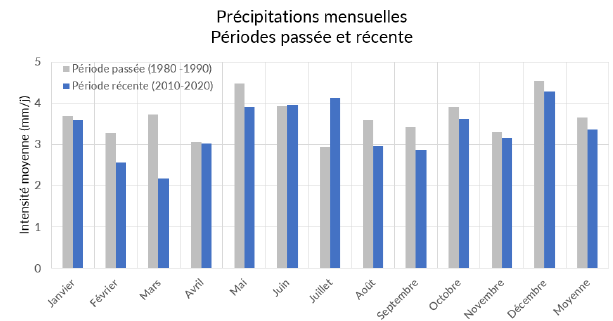 Précipitations mensuelles
Périodes passée et récente
Intensité moyenne (mm/j)
5
4
3
2
1
0
Période passée (1980 -1990)
Période récente (2010-2020)
Janvier
Février
Mars
Avril
Mai
Juin
Juillet
Août
Septembre
Octobre
Novembre
Décembre
Moyenne